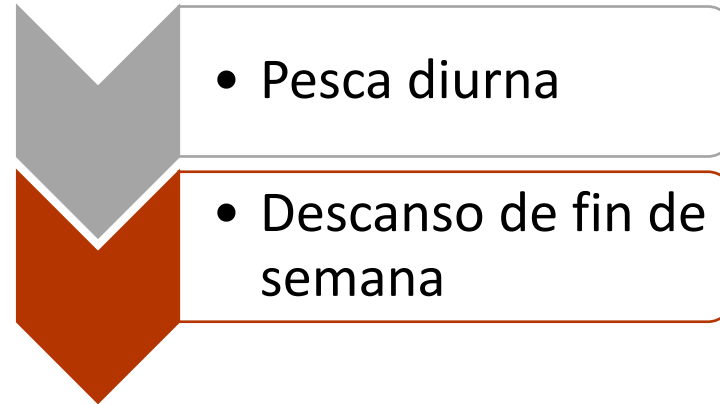 • Pesca diurna
• Descanso de fin de
semana